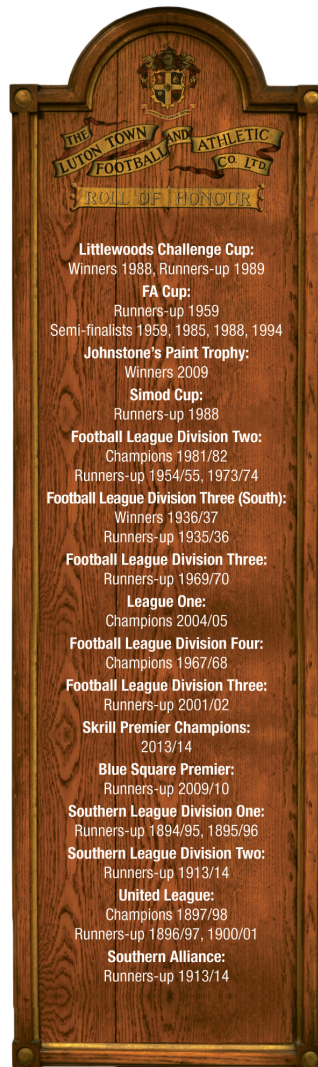 THE
LUTON TOWN
FOOTBALL
AND
ATHLETIC
CO. LTD.
ROLL OF HONOUR
Littlewoods Challenge Cup:
Winners 1988, Runners-up 1989
FA Cup:
Runners-up 1959
Semi-finalists 1959, 1985, 1988, 1994
Johnstone's Paint Trophy:
Winners 2009
Simod Cup:
Runners-up 1988
Football League Division Two:
Champions 1981/82
Runners-up 1954/55, 1973/74
Football League Division Three (South):
Winners 1936/37
Runners-up 1935/36
Football League Division Three:
Runners-up 1969/70
League One:
Champions 2004/05
Football League Division Four:
Champions 1967/68
Football League Division Three:
Runners-up 2001/02
Skrill Premier Champions:
2013/14
Blue Square Premier:
Runners-up 2009/10
Southern League Division One:
Runners-up 1894/95, 1895/96
Southern League Division Two:
Runners-up 1913/14
United League:
Champions 1897/98
Runners-up 1896/97, 1900/01
Southern Alliance:
Runners-up 1913/14